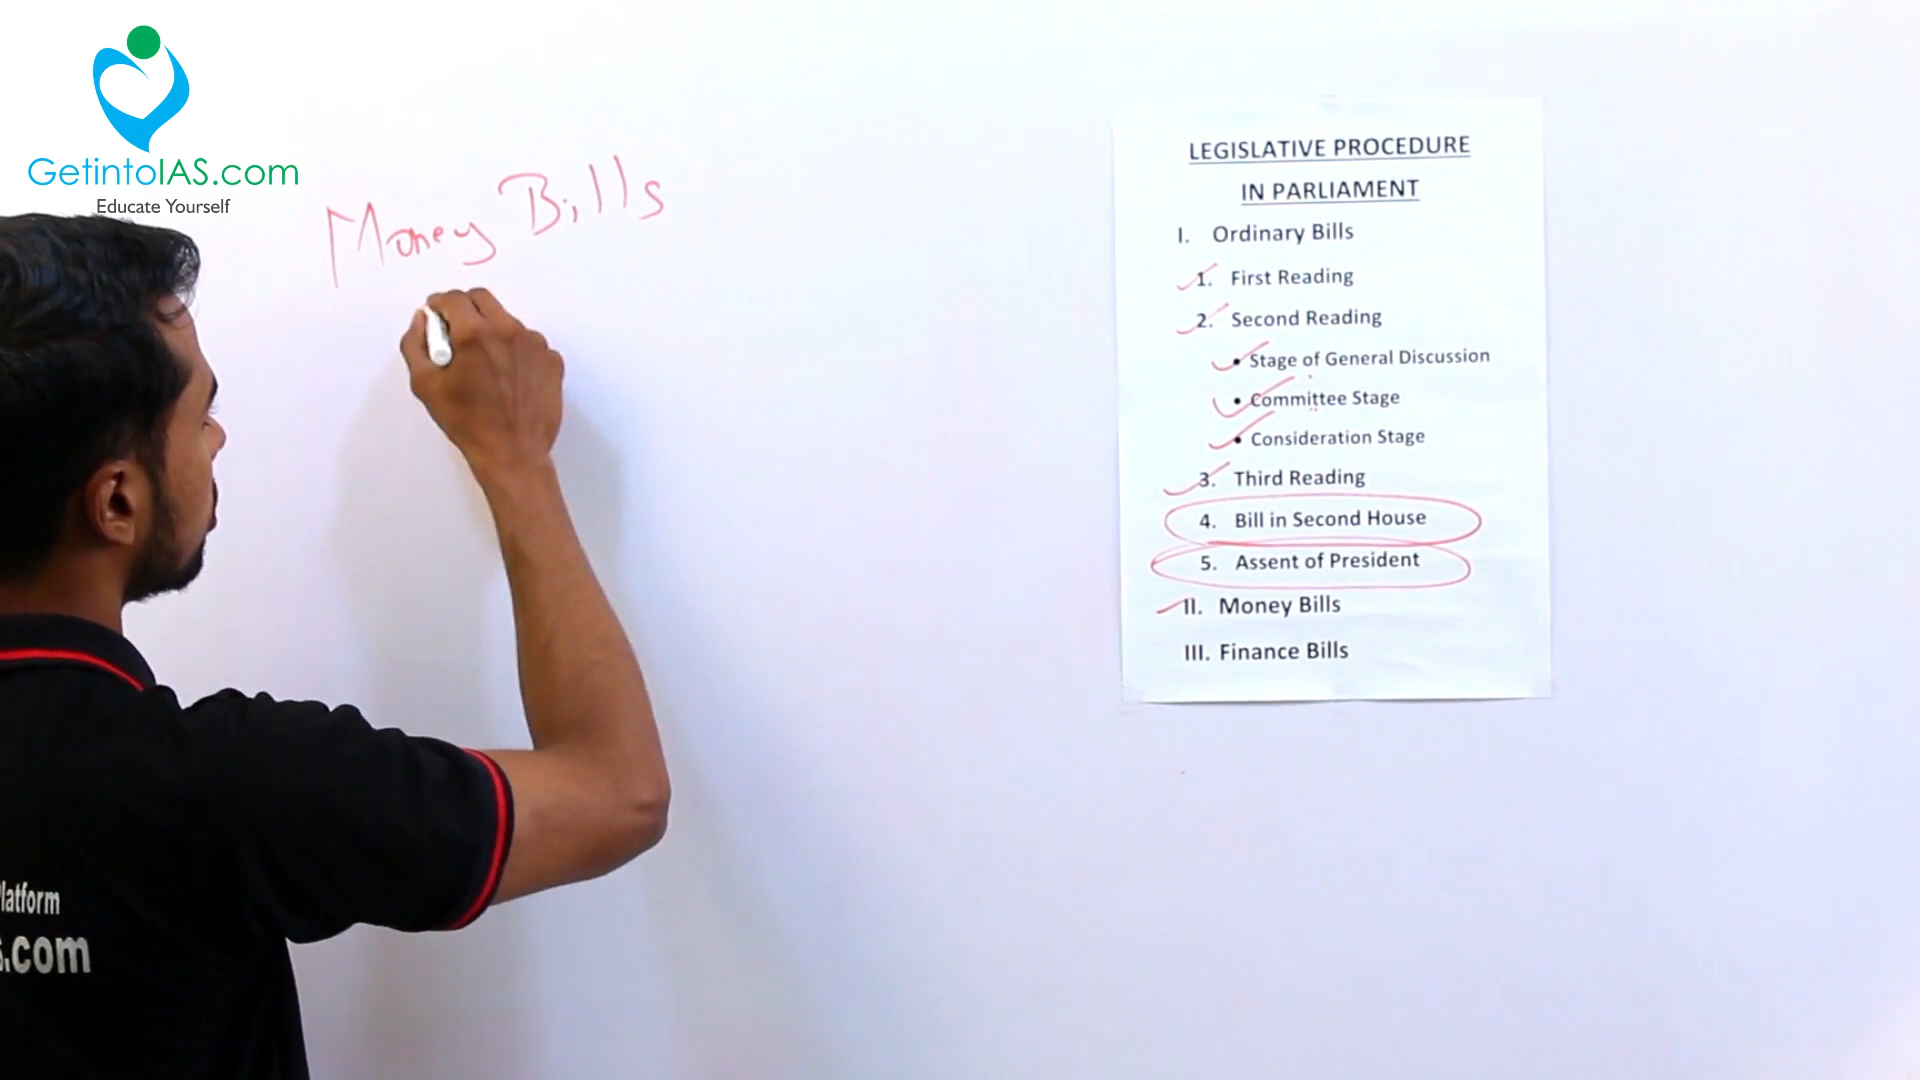 GetintoIAS.com
Educate Yourself
Money Bills
LEGISLATIVE PROCEDURE
IN PARLIAMENT
I. Ordinary Bills
1. First Reading
2. Second Reading
• Stage of General Discussion
• Committee Stage
• Consideration Stage
3. Third Reading
4. Bill in Second House
5. Assent of President
II. Money Bills
III. Finance Bills
latform
.com